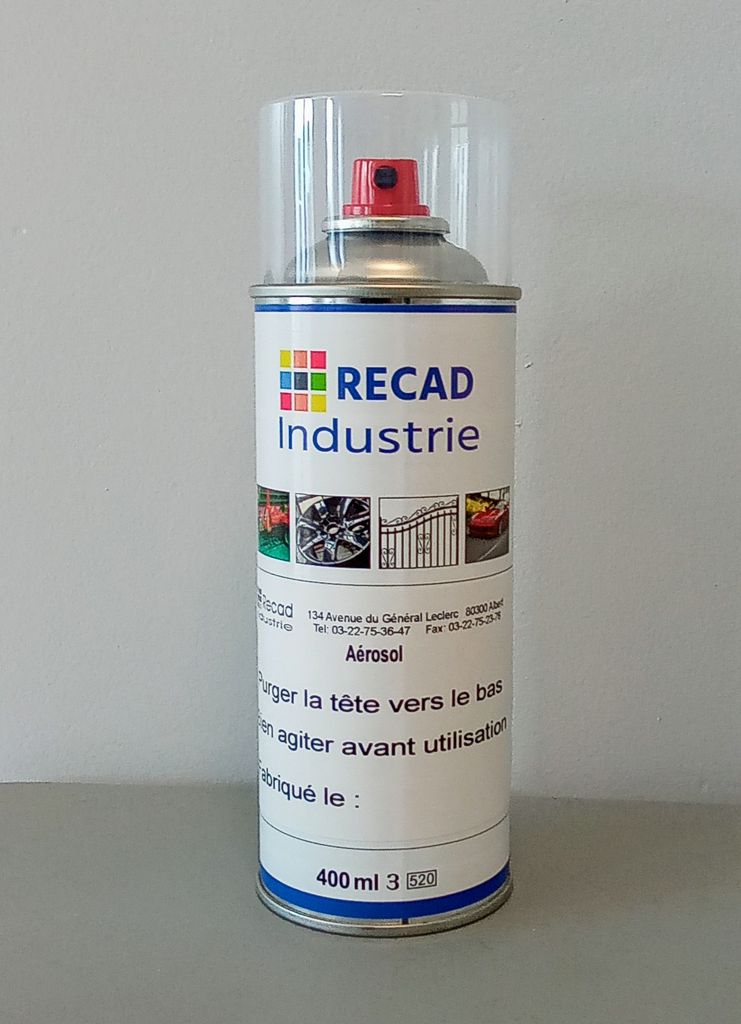 RECAD
Industrie
Recad
Industrie
134 Avenue du Général Leclerc 80300 Albert
Tel: 03-22-75-36-47 Fax: 03-22-75-23-76
Aérosol
Purger la tête vers le bas
Bien agiter avant utilisation
Fabriqué le :
400 ml 3 520